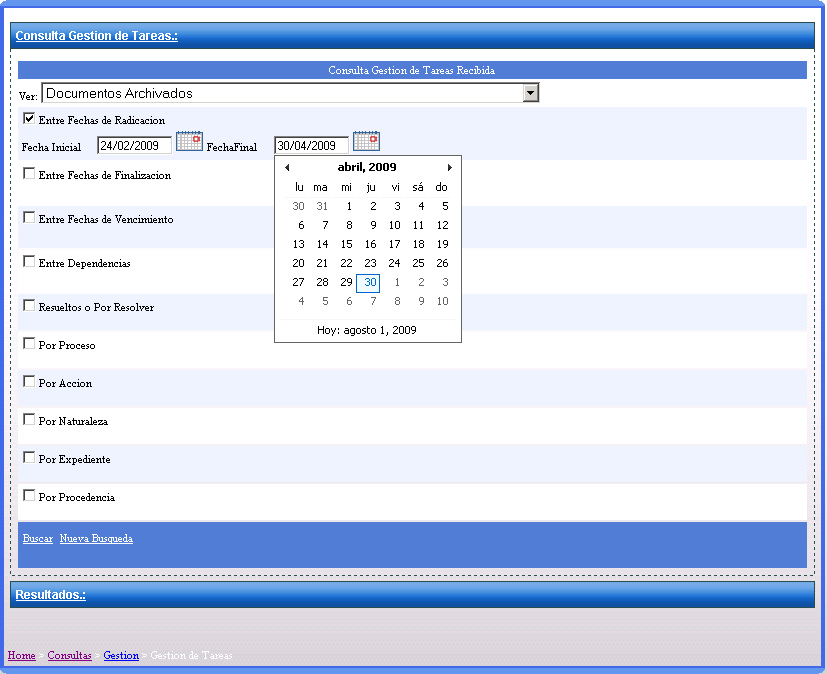 Consulta Gestion de Tareas.:
Consulta Gestion de Tareas Recibida
Ver: Documentos Archivados
Entre Fechas de Radicacion
Fecha Inicial 24/02/2009 FechaFinal 30/04/2009
abril, 2009
lu ma mi ju vi sá do
30 31 1 2 3 4 5
6 7 8 9 10 11 12
13 14 15 16 17 18 19
20 21 22 23 24 25 26
27 28 29 30 1 2 3
4 5 6 7 8 9 10
Hoy: agosto 1, 2009
Entre Fechas de Finalizacion
Entre Fechas de Vencimiento
Entre Dependencias
Resueltos o Por Resolver
Por Proceso
Por Accion
Por Naturaleza
Por Expediente
Por Procedencia
Buscar Nueva Busqueda
Resultados.:
Home > Consultas > Gestion > Gestion de Tareas